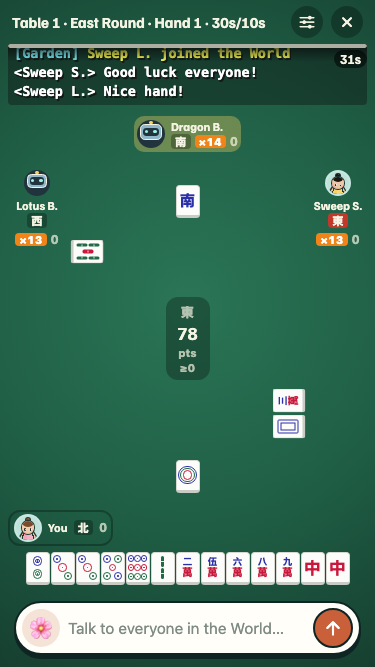 Table 1 · East Round · Hand 1 · 30s/10s
[Garden] Sweep L. joined the World
31s
<Sweep S.> Good luck everyone!
<Sweep L.> Nice hand!
Dragon B.
南 ×14 0
南
Lotus B.
西
×13 0
Sweep S.
東
×13 0
東
78
pts
≥0
三萬
You 北 0
二萬 伍萬 六萬 八萬 九萬 中 中
Talk to everyone in the World...